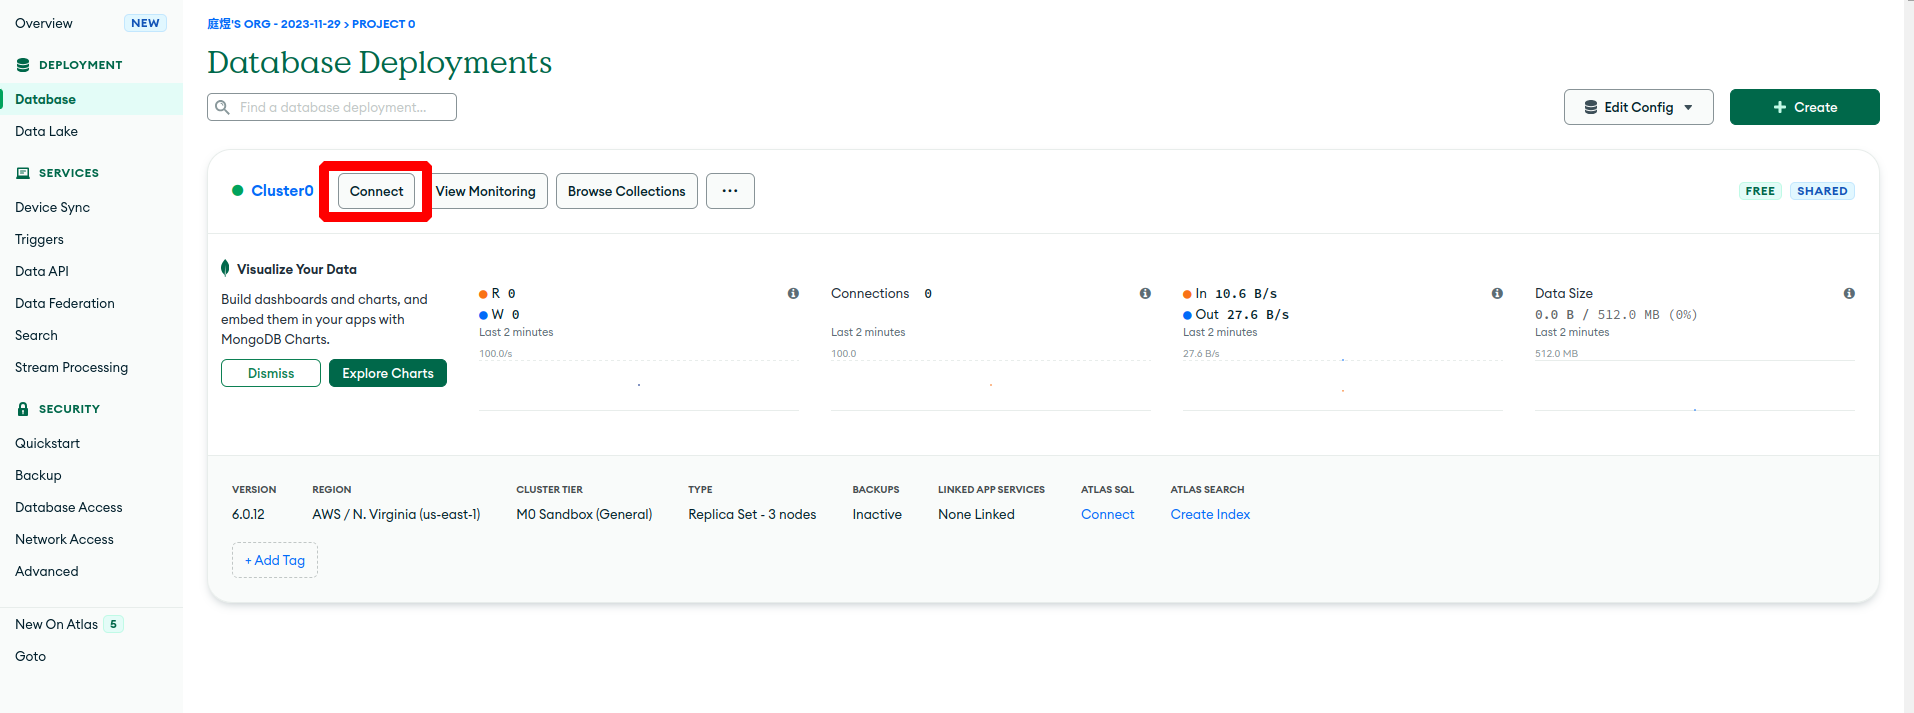 Overview NEW
DEPLOYMENT
Database
Data Lake
SERVICES
Device Sync
Triggers
Data API
Data Federation
Search
Stream Processing
SECURITY
Quickstart
Backup
Database Access
Network Access
Advanced
New On Atlas 5
Goto
庭煜'S ORG - 2023-11-29 > PROJECT 0
Database Deployments
Find a database deployment...
Edit Config
+ Create
Cluster0 Connect View Monitoring Browse Collections ...
FREE SHARED
Visualize Your Data
Build dashboards and charts, and
embed them in your apps with
MongoDB Charts.
Dismiss Explore Charts
R 0
W 0
Last 2 minutes
100.0/s
Connections 0
Last 2 minutes
100.0
In 10.6 B/s
Out 27.6 B/s
Last 2 minutes
27.6 B/s
Data Size
0.0 B / 512.0 MB (0%)
Last 2 minutes
512.0 MB
VERSION REGION CLUSTER TIER TYPE BACKUPS LINKED APP SERVICES ATLAS SQL ATLAS SEARCH
6.0.12 AWS / N. Virginia (us-east-1) M0 Sandbox (General) Replica Set - 3 nodes Inactive None Linked Connect Create Index
+ Add Tag